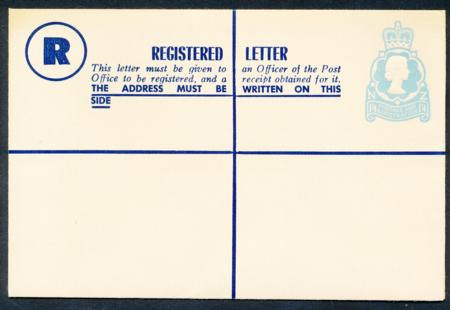 R
REGISTERED LETTER
This letter must be given to an Officer of the Post
Office to be registered, and a receipt obtained for it.
THE ADDRESS MUST BE WRITTEN ON THIS
SIDE